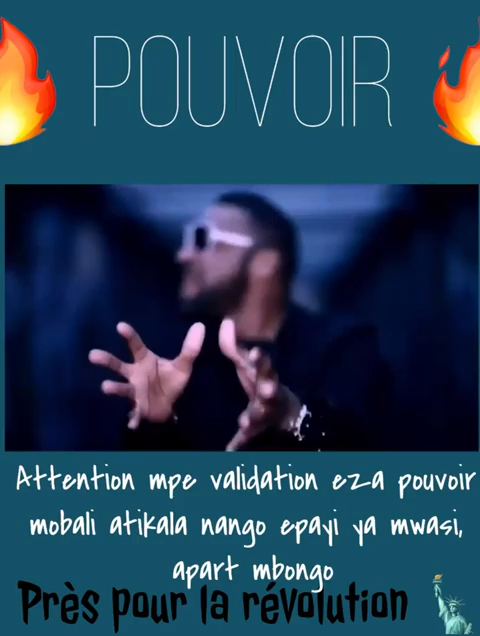 POUVOIR
Attention mpe validation eza pouvoir
mobali atikala nango epayi ya mwasi,
apart mbongo
Près pour la révolution